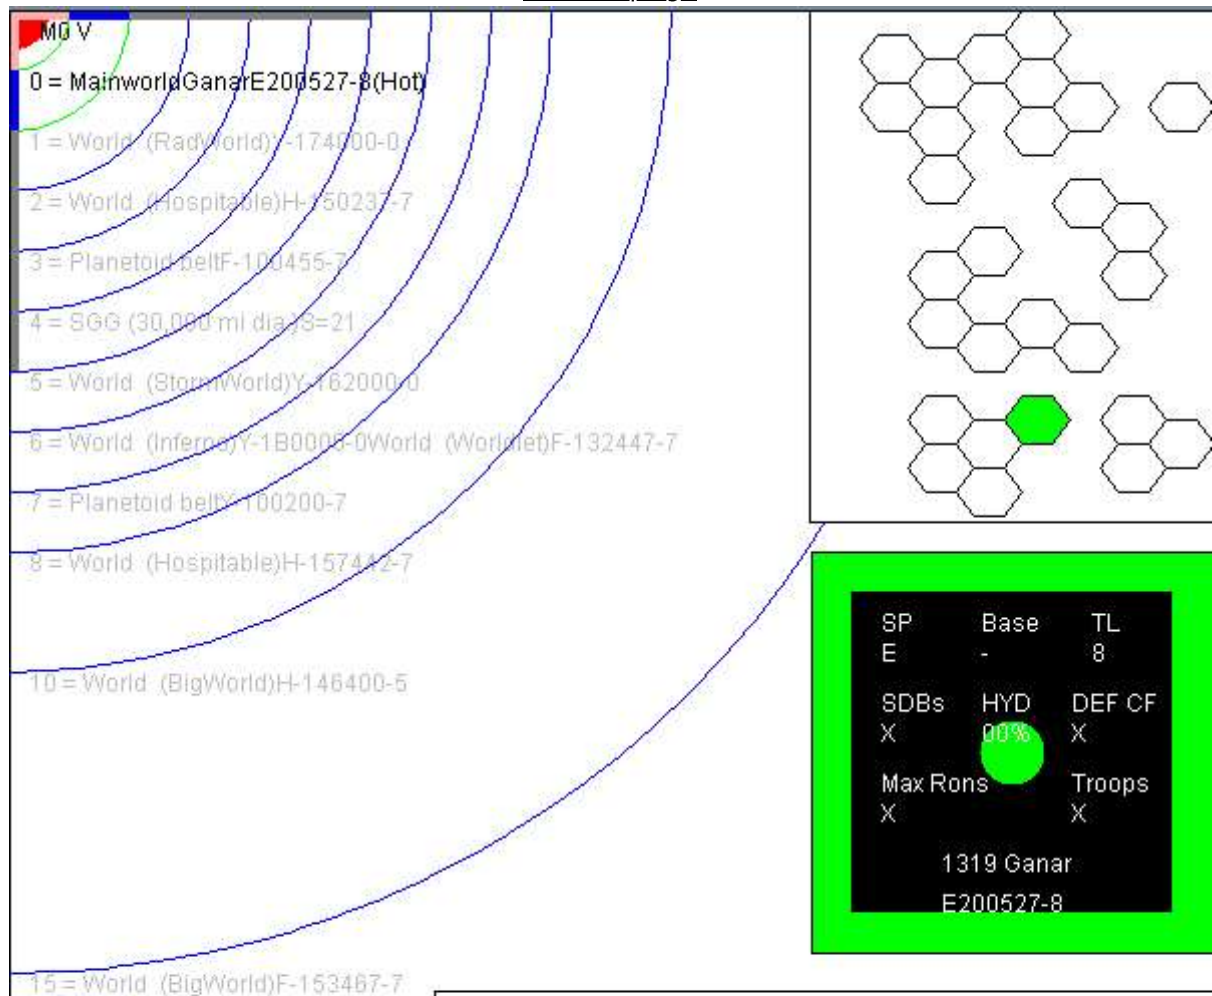 M0 V
0 = MainworldGanarE200527-8(Hot)
1 = World (RadWorld)Y-174000-0
2 = World (Hospitable)H-150237-7
3 = Planetoid beltF-100455-7
4 = SGG (30,000 mi dia.)S=21
5 = World (StormWorld)Y-162000-0
6 = World (Inferno)Y-1B0000-0World (Worldlet)F-132447-7
7 = Planetoid beltY-100200-7
8 = World (Hospitable)H-157442-7
10 = World (BigWorld)H-146400-5
15 = World (BigWorld)F-153467-7
SP Base TL
E - 8
SDBs HYD DEF CF
X 00% X
Max Rons Troops
X X
1319 Ganar
E200527-8